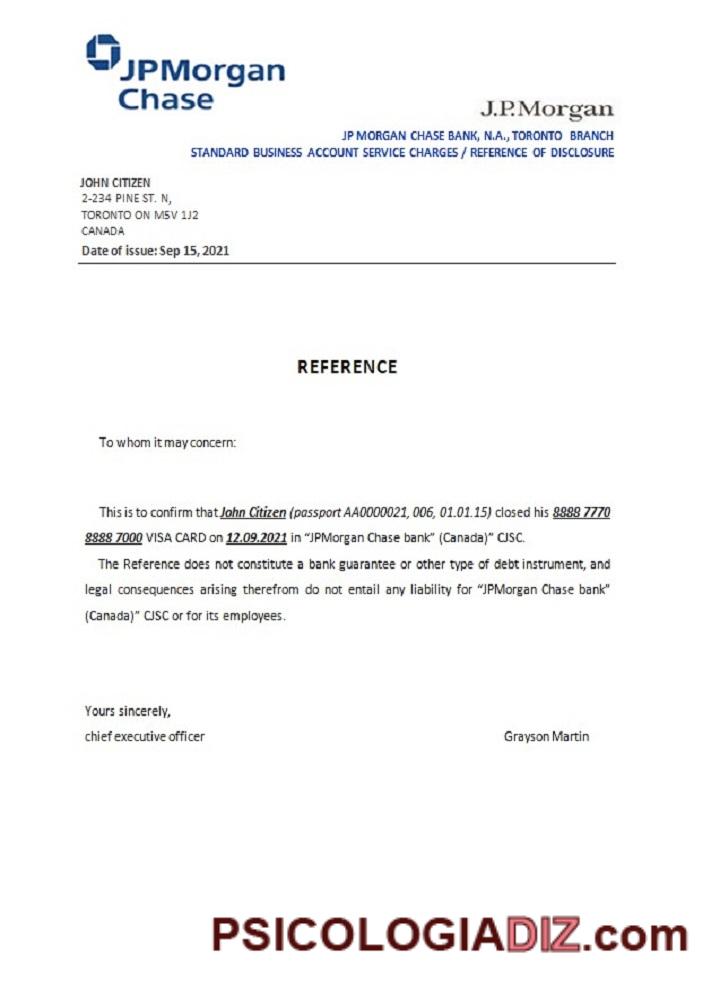 JPMorgan
Chase
J.P.Morgan
JP MORGAN CHASE BANK, N.A., TORONTO BRANCH
STANDARD BUSINESS ACCOUNT SERVICE CHARGES / REFERENCE OF DISCLOSURE
JOHN CITIZEN
2-234 PINE ST. N,
TORONTO ON M5V 1J2
CANADA
Date of issue: Sep 15, 2021
REFERENCE
To whom it may concern:
This is to confirm that John Citizen (passport AA0000021, 006, 01.01.15) closed his 8888 7770
8888 7000 VISA CARD on 12.09.2021 in “JPMorgan Chase bank” (Canada)” CJSC.
The Reference does not constitute a bank guarantee or other type of debt instrument, and
legal consequences arising therefrom do not entail any liability for “JPMorgan Chase bank”
(Canada)” CJSC or for its employees.
Yours sincerely,
chief executive officer Grayson Martin
PSICOLOGIADIZ.com